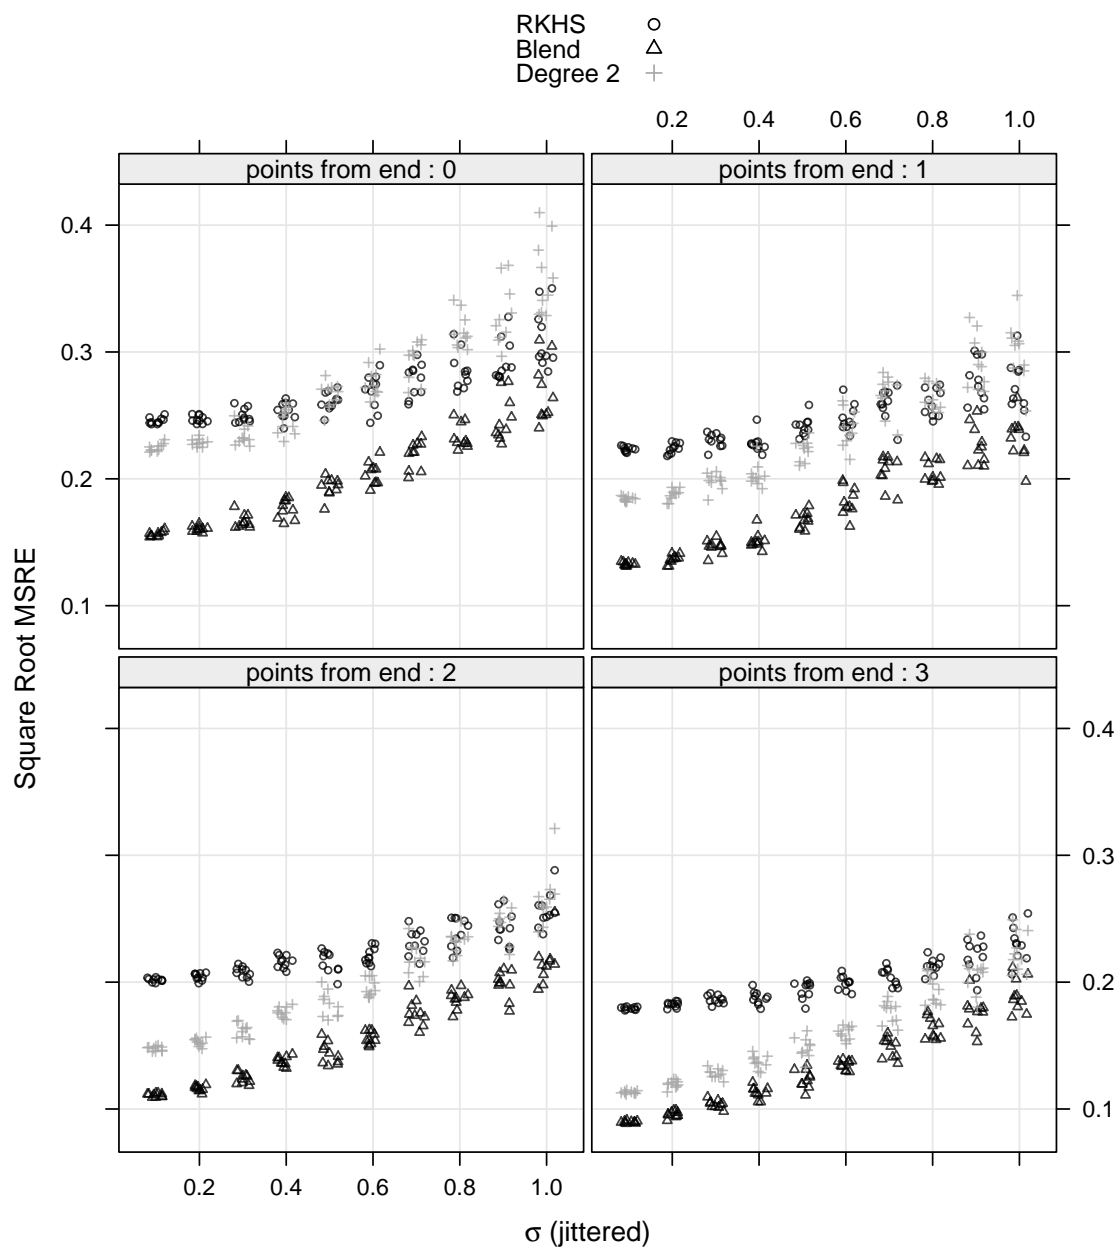 RKHS
Blend
Degree 2
0.2 0.4 0.6 0.8 1.0
points from end : 0
points from end : 1
0.4
0.3
0.2
0.1
Square Root MSRE
points from end : 2
points from end : 3
0.4
0.3
0.2
0.1
0.2 0.4 0.6 0.8 1.0
σ (jittered)